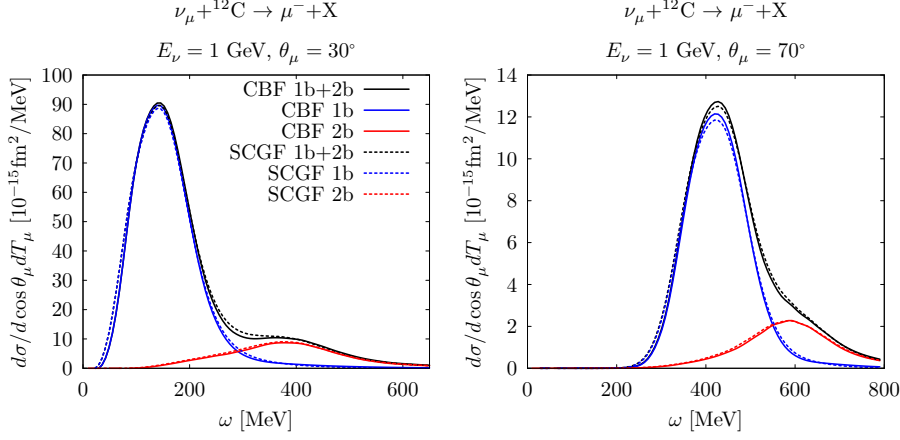 ν_μ+¹²C → μ⁻+X
E_ν = 1 GeV, θ_μ = 30°
dσ/d cos θ_μ dT_μ [10⁻¹⁵fm²/MeV]
100
90
80
70
60
50
40
30
20
10
0
CBF 1b+2b
CBF 1b
CBF 2b
SCGF 1b+2b
SCGF 1b
SCGF 2b
0 200 400 600
ω [MeV]
ν_μ+¹²C → μ⁻+X
E_ν = 1 GeV, θ_μ = 70°
dσ/d cos θ_μ dT_μ [10⁻¹⁵fm²/MeV]
14
12
10
8
6
4
2
0
0 200 400 600 800
ω [MeV]